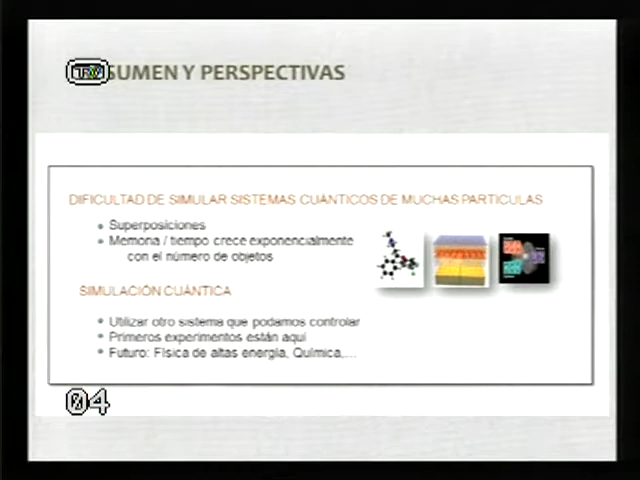 SUMEN Y PERSPECTIVAS
DIFICULTAD DE SIMULAR SISTEMAS CUÁNTICOS DE MUCHAS PARTÍCULAS
• Superposiciones
• Memoria / tiempo crece exponencialmente
con el número de objetos
SIMULACIÓN CUÁNTICA
• Utilizar otro sistema que podamos controlar
• Primeros experimentos están aquí
• Futuro: Física de altas energía, Química,...
04